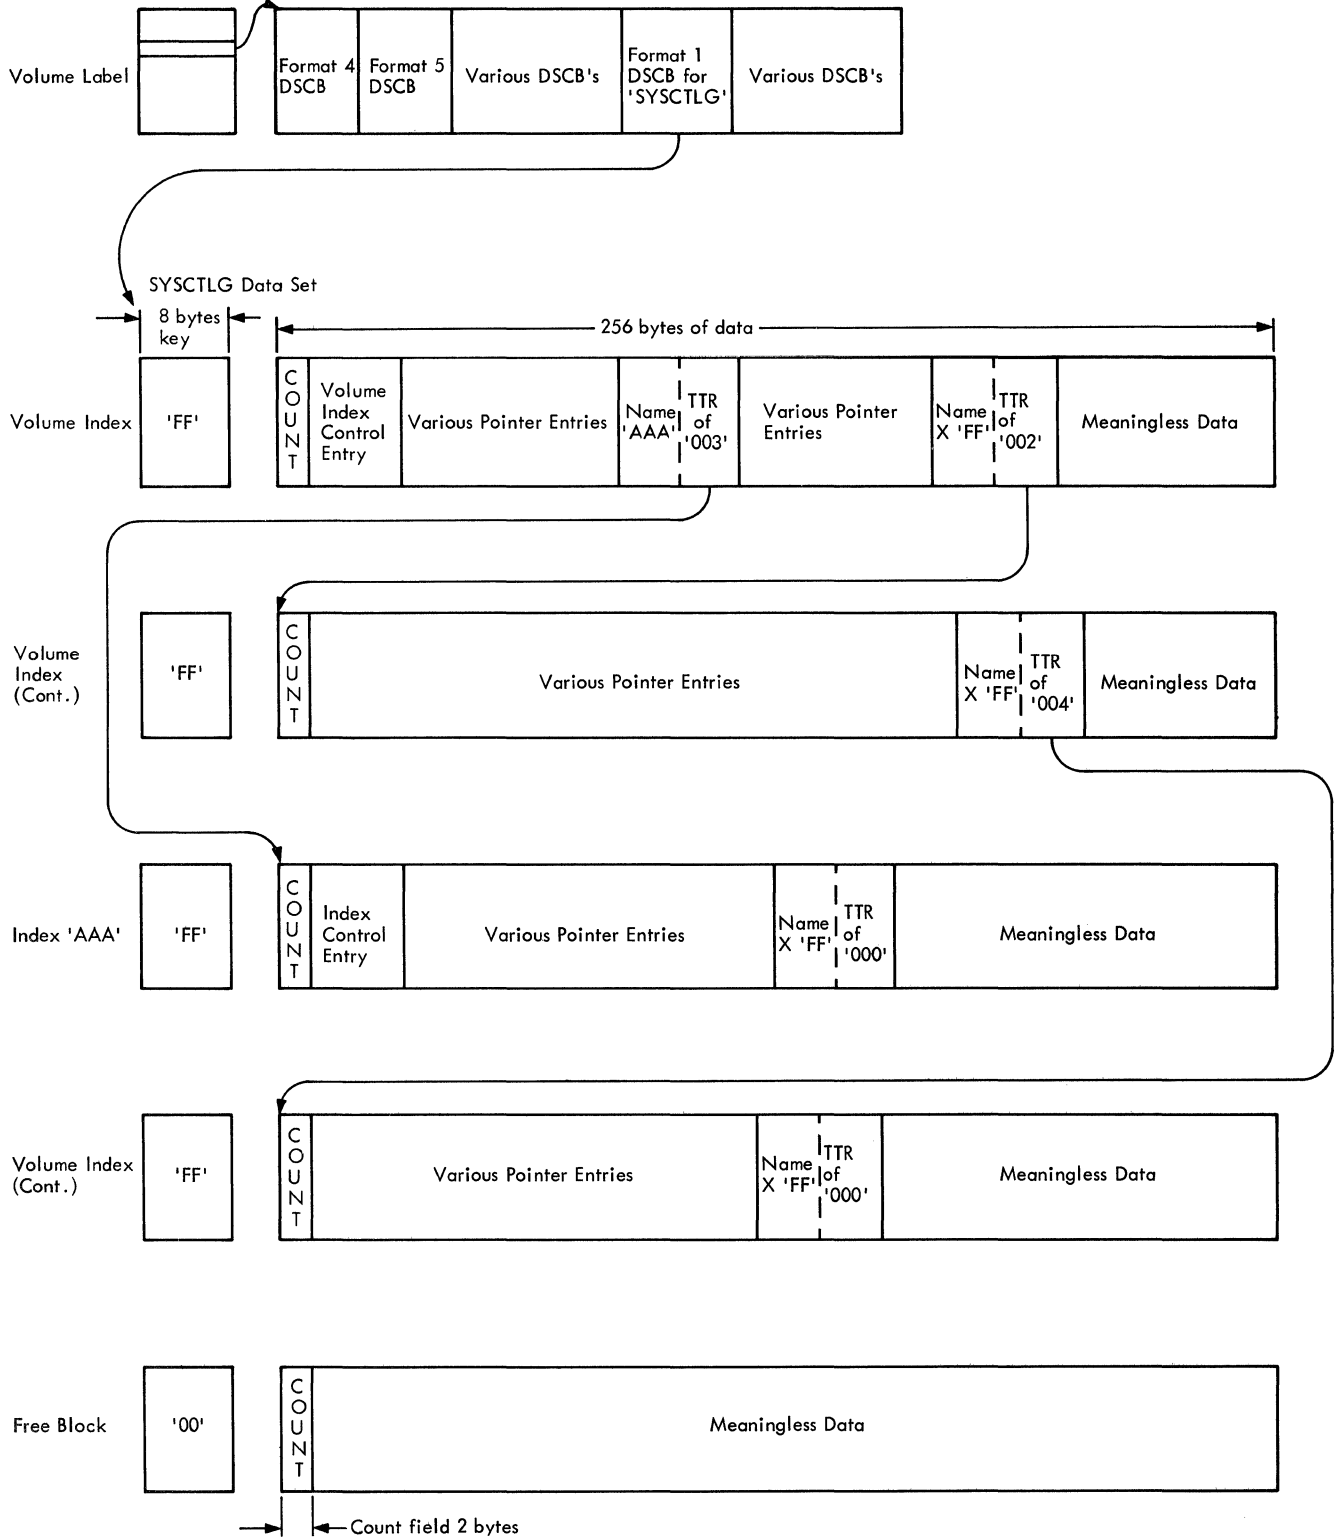 Volume Label
Format 4
DSCB
Format 5
DSCB
Various DSCB's
Format 1
DSCB for
'SYSCTLG'
Various DSCB's
SYSCTLG Data Set
8 bytes
key
256 bytes of data
Volume Index
'FF'
COUNT
Volume
Index
Control
Entry
Various Pointer Entries
Name
'AAA'
TTR
of
'003'
Various Pointer
Entries
Name
X 'FF'
TTR
of
'002'
Meaningless Data
Volume
Index
(Cont.)
'FF'
COUNT
Various Pointer Entries
Name
X 'FF'
TTR
of
'004'
Meaningless Data
Index 'AAA'
'FF'
COUNT
Index
Control
Entry
Various Pointer Entries
Name
X 'FF'
TTR
of
'000'
Meaningless Data
Volume Index
(Cont.)
'FF'
COUNT
Various Pointer Entries
Name
X 'FF'
TTR
of
'000'
Meaningless Data
Free Block
'00'
COUNT
Meaningless Data
Count field 2 bytes